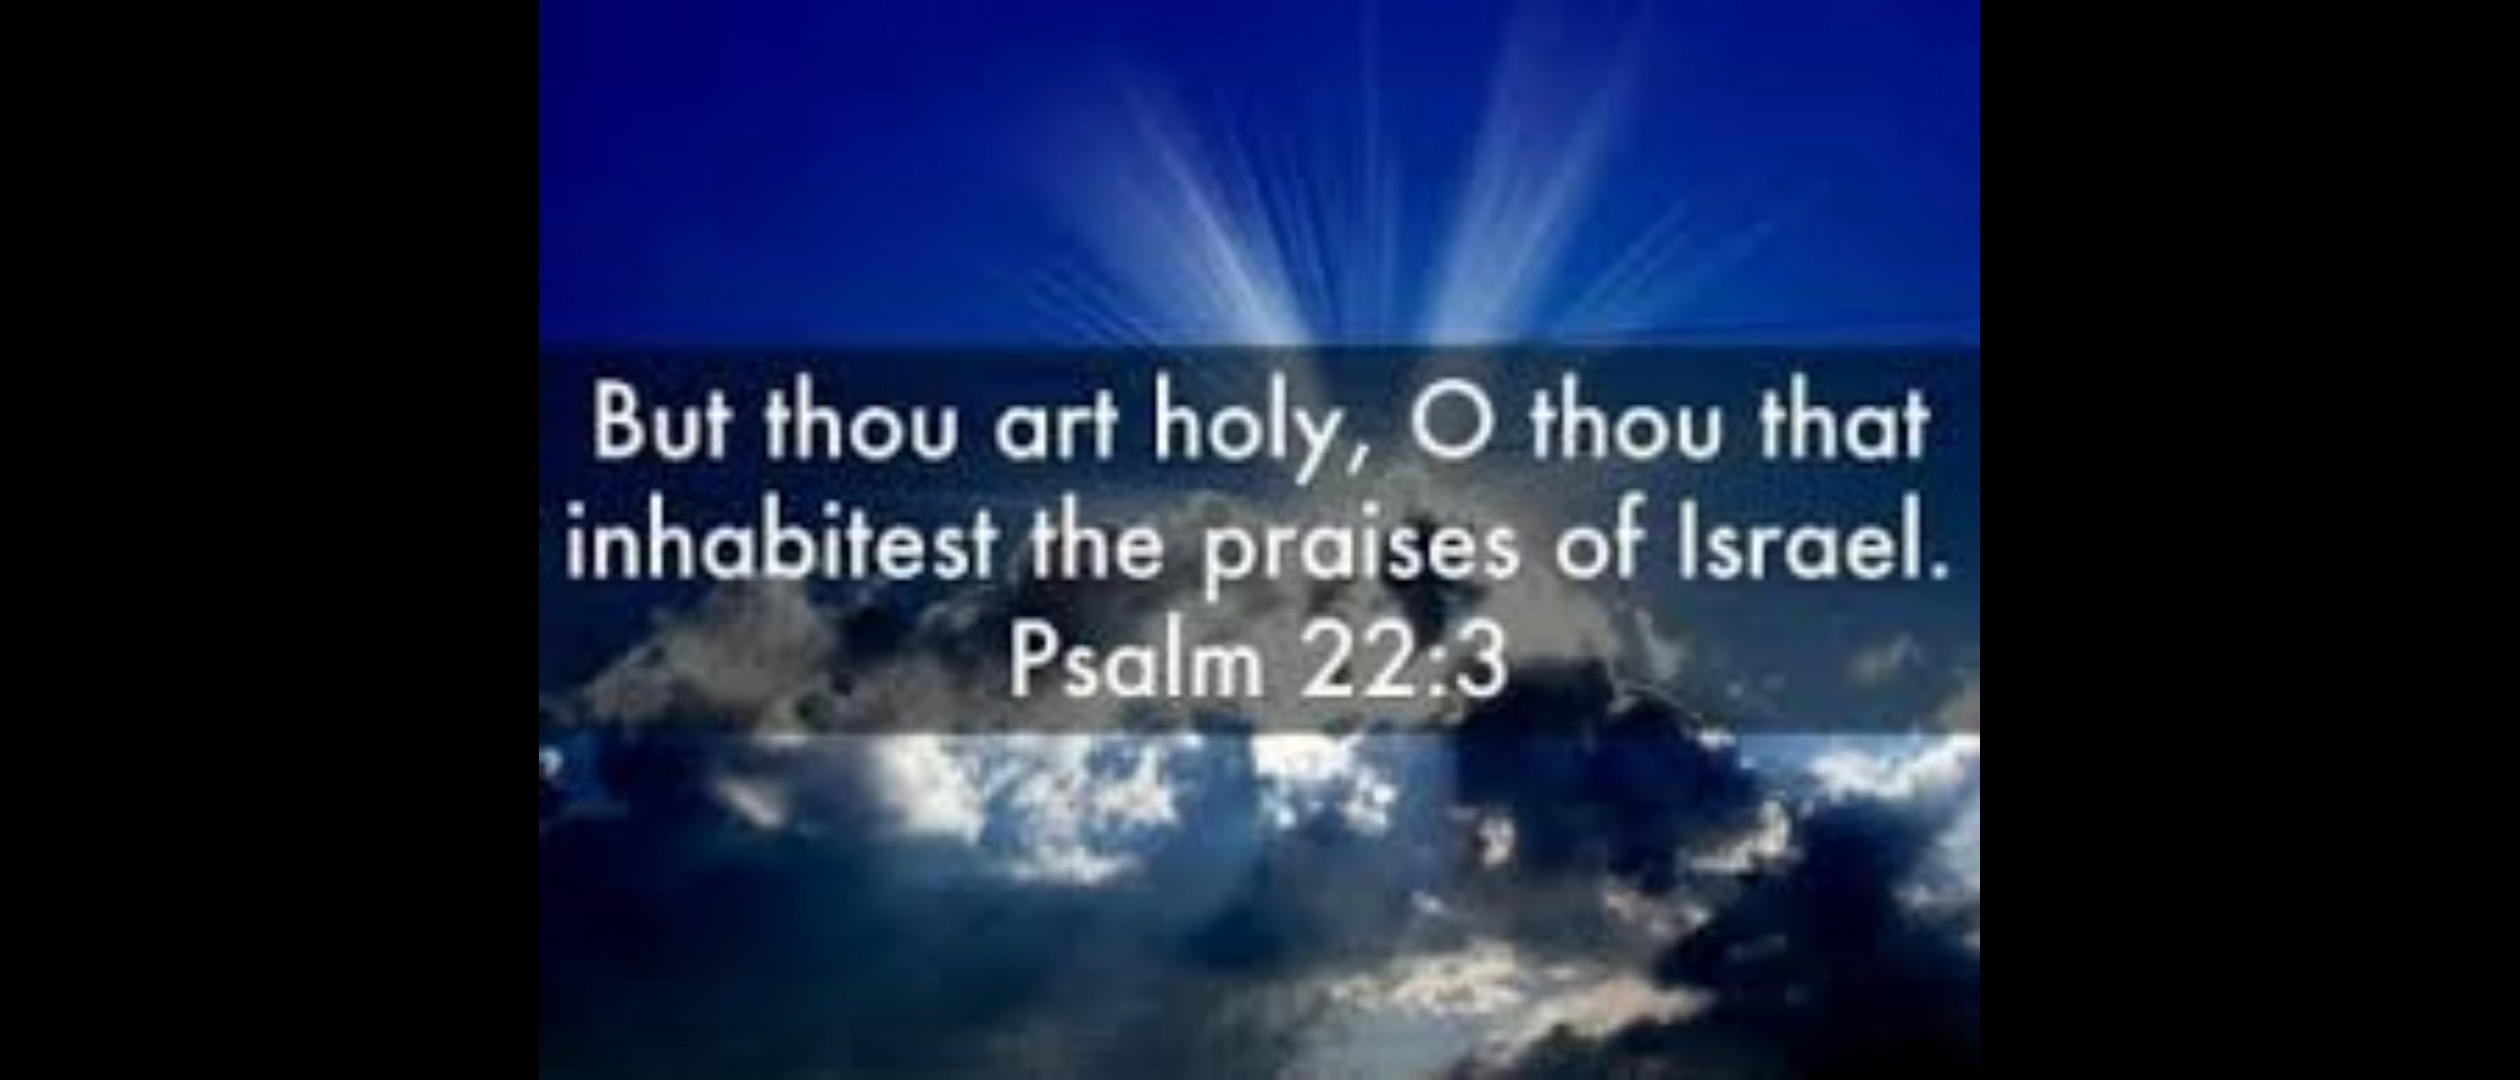 But thou art holy, O thou that
inhabitest the praises of Israel.
Psalm 22:3